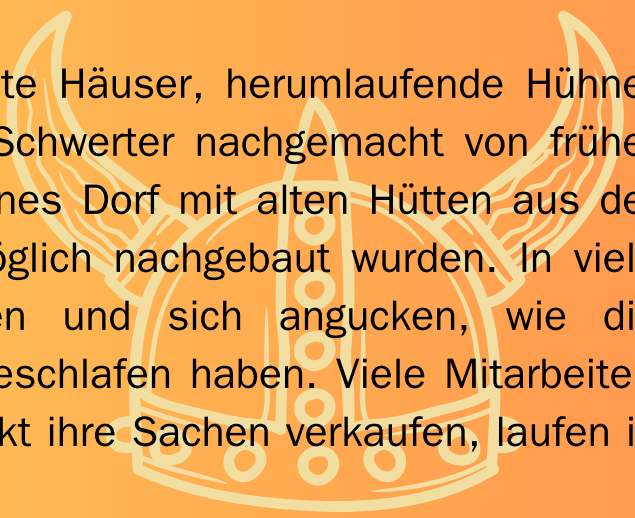 te Häuser, herumlaufende Hühne
Schwerter nachgemacht von frühe
nes Dorf mit alten Hütten aus de
öglich nachgebaut wurden. In viel
en und sich angucken, wie di
eschlafen haben. Viele Mitarbeite
kt ihre Sachen verkaufen, laufen i